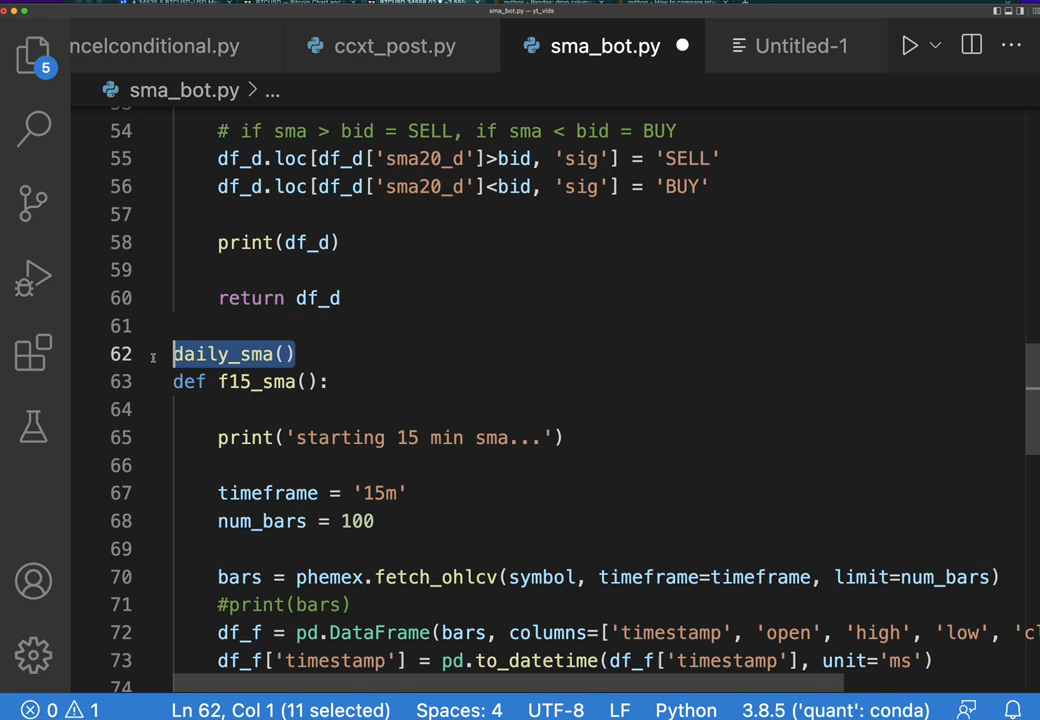 sma_bot.py — yt_vids
ncelconditional.py
ccxt_post.py
sma_bot.py
Untitled-1
5
sma_bot.py > ...
54 # if sma > bid = SELL, if sma < bid = BUY
55 df_d.loc[df_d['sma20_d']>bid, 'sig'] = 'SELL'
56 df_d.loc[df_d['sma20_d']<bid, 'sig'] = 'BUY'
57
58 print(df_d)
59
60 return df_d
61
62 daily_sma()
63 def f15_sma():
64
65 print('starting 15 min sma...')
66
67 timeframe = '15m'
68 num_bars = 100
69
70 bars = phemex.fetch_ohlcv(symbol, timeframe=timeframe, limit=num_bars)
71 #print(bars)
72 df_f = pd.DataFrame(bars, columns=['timestamp', 'open', 'high', 'low', 'cl
73 df_f['timestamp'] = pd.to_datetime(df_f['timestamp'], unit='ms')
74
0 1 Ln 62, Col 1 (11 selected) Spaces: 4 UTF-8 LF Python 3.8.5 ('quant': conda)